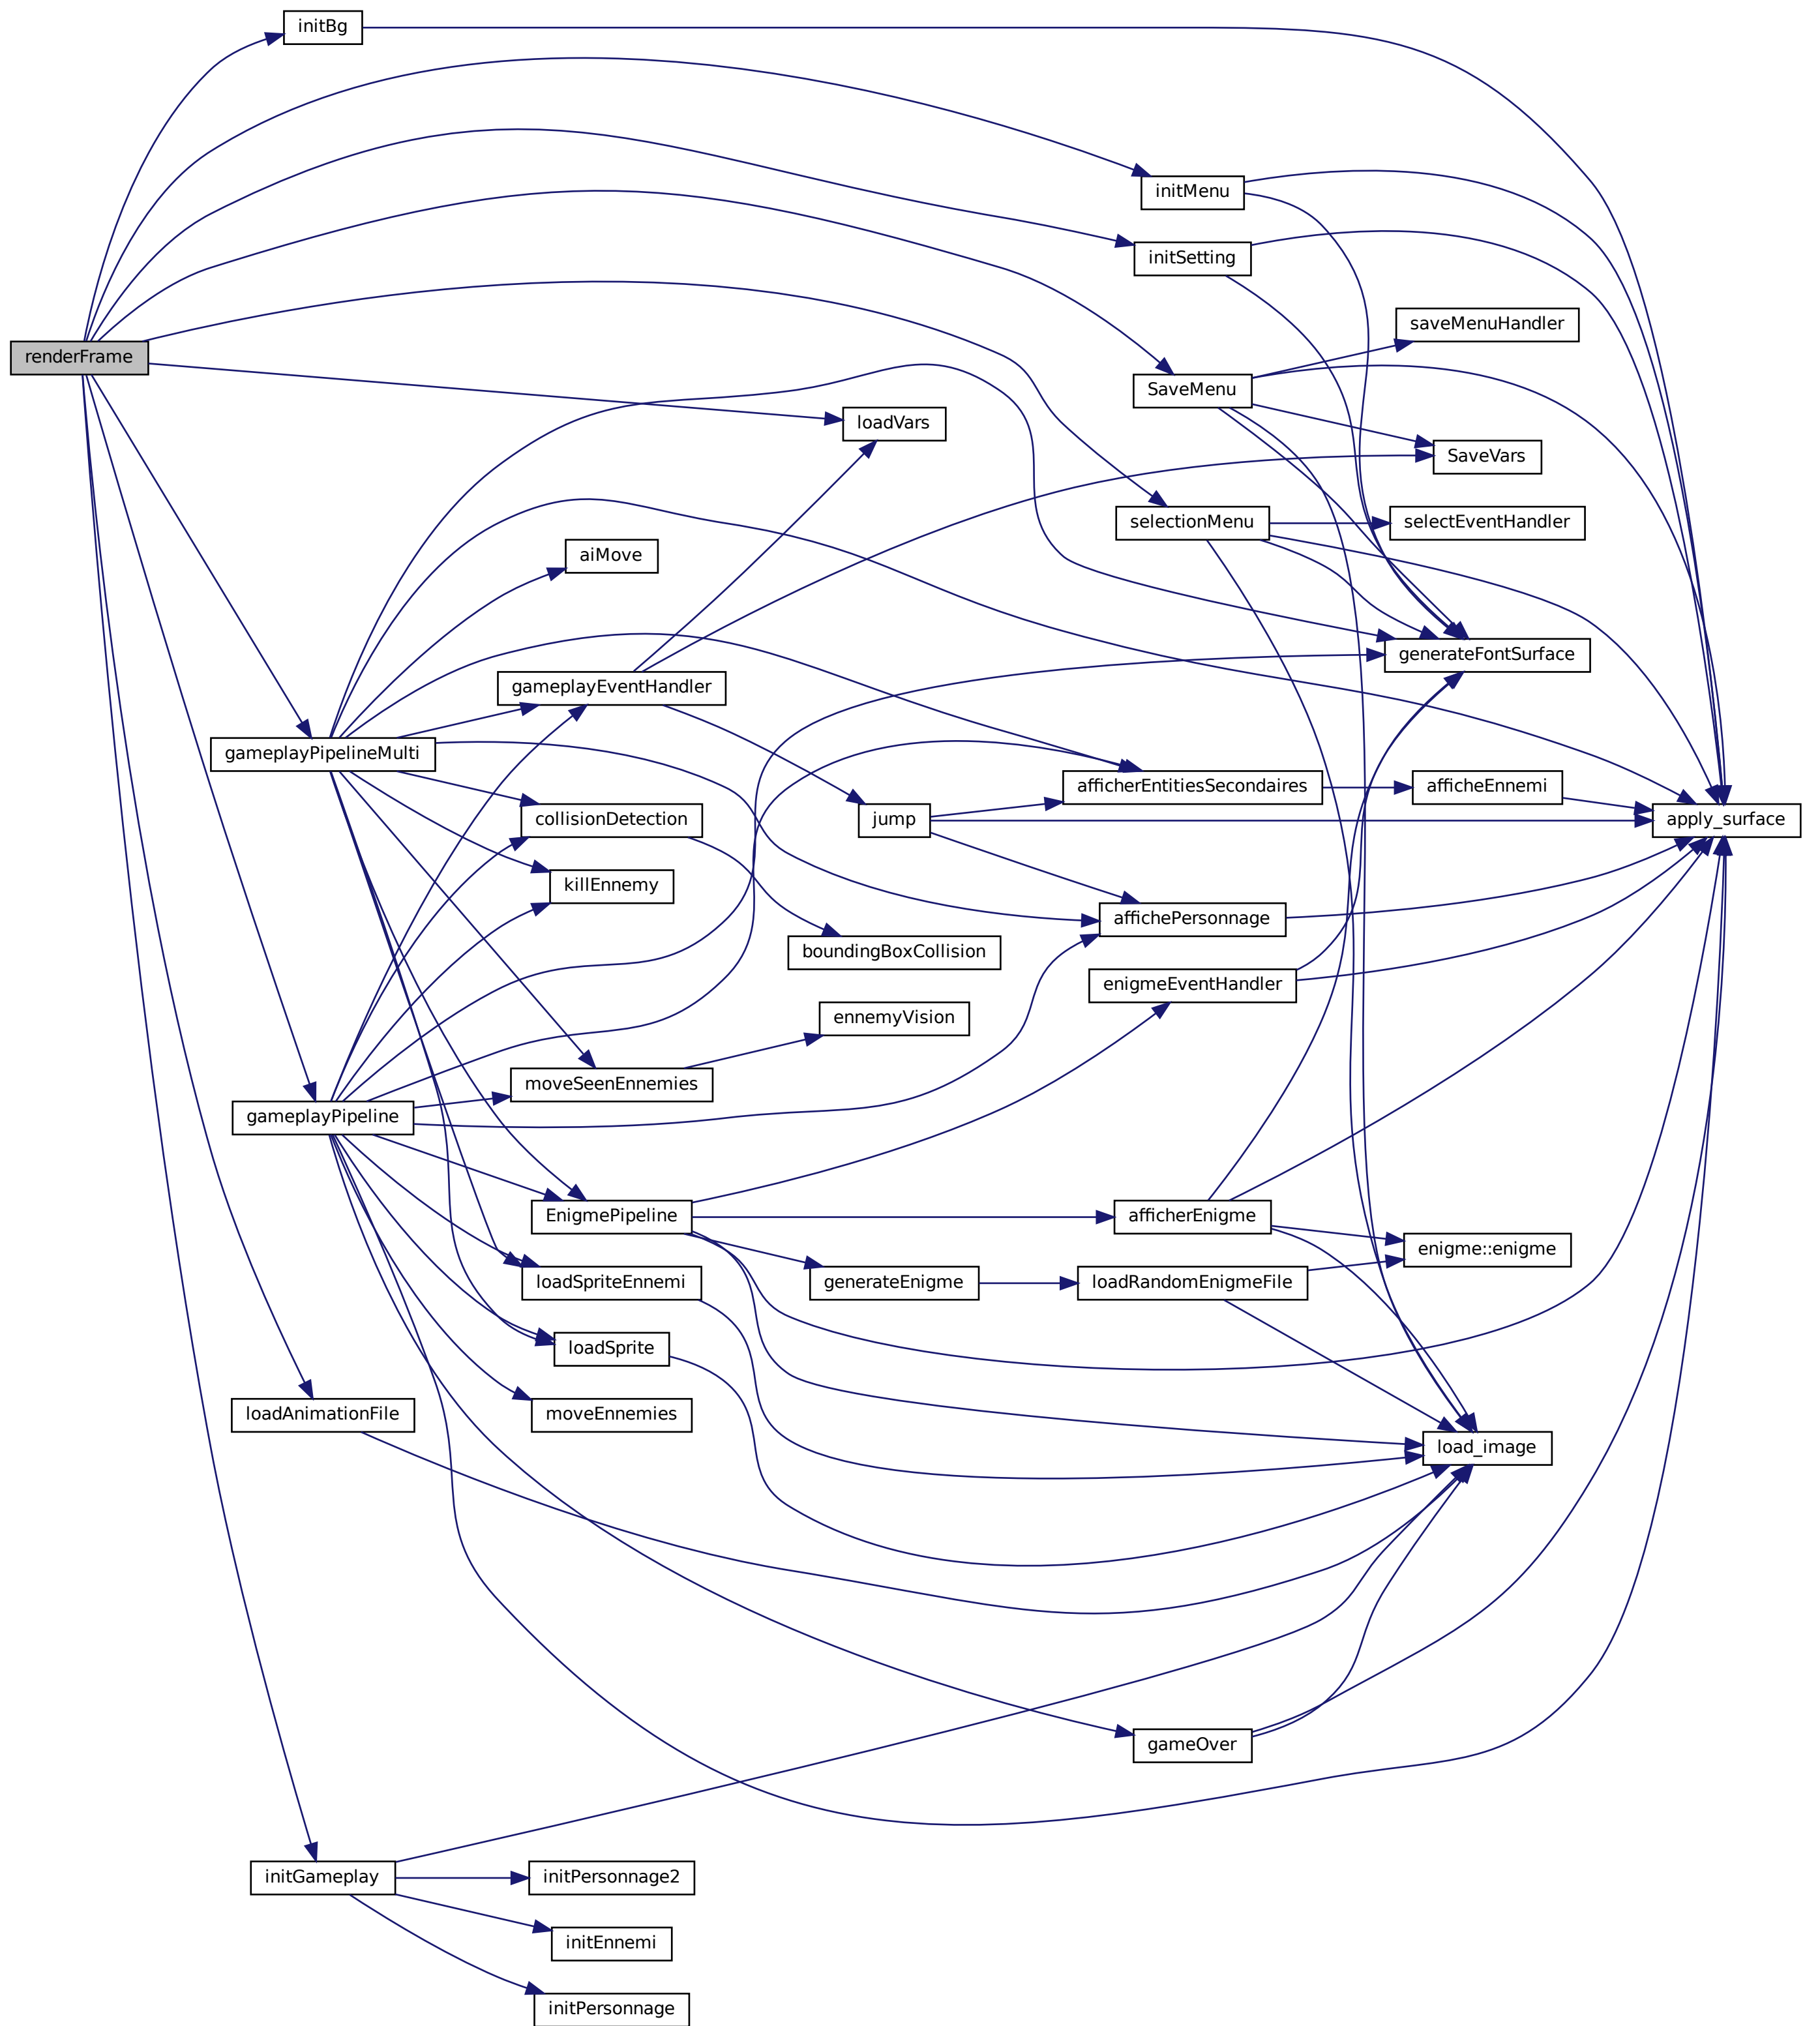 initBg
initMenu
initSetting
saveMenuHandler
renderFrame
SaveMenu
loadVars
SaveVars
selectionMenu
selectEventHandler
aiMove
generateFontSurface
gameplayEventHandler
gameplayPipelineMulti
afficherEntitiesSecondaires
afficheEnnemi
collisionDetection
jump
apply_surface
killEnnemy
affichePersonnage
boundingBoxCollision
enigmeEventHandler
ennemyVision
moveSeenEnnemies
gameplayPipeline
EnigmePipeline
afficherEnigme
enigme::enigme
loadSpriteEnnemi
generateEnigme
loadRandomEnigmeFile
loadSprite
loadAnimationFile
moveEnnemies
load_image
gameOver
initGameplay
initPersonnage2
initEnnemi
initPersonnage